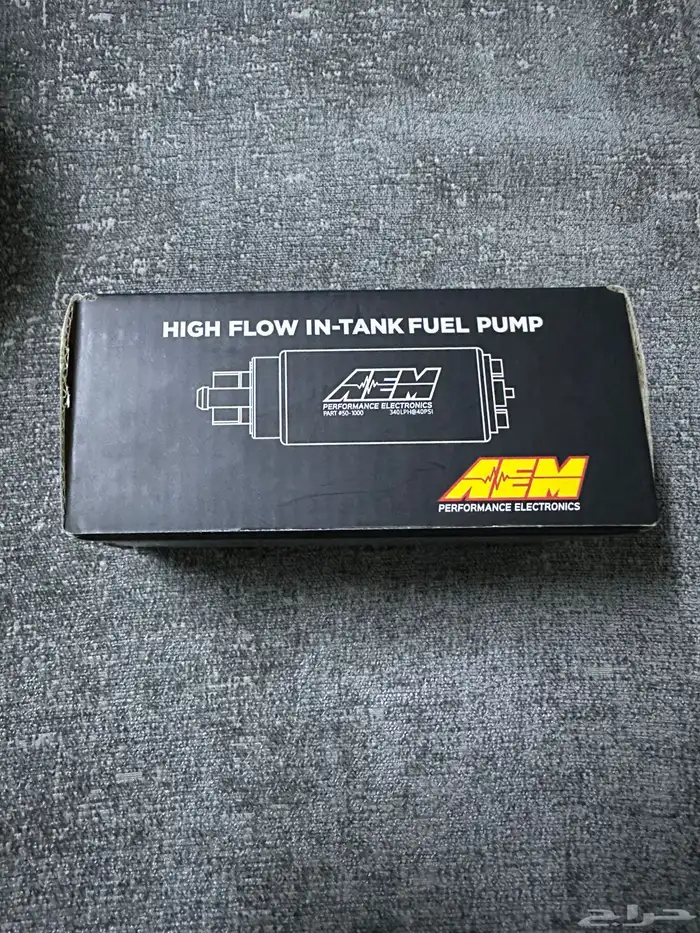 HIGH FLOW IN-TANK FUEL PUMP
AEM
PERFORMANCE ELECTRONICS
PART #50-1000 340LPH@40PSI
AEM
PERFORMANCE ELECTRONICS
حراج